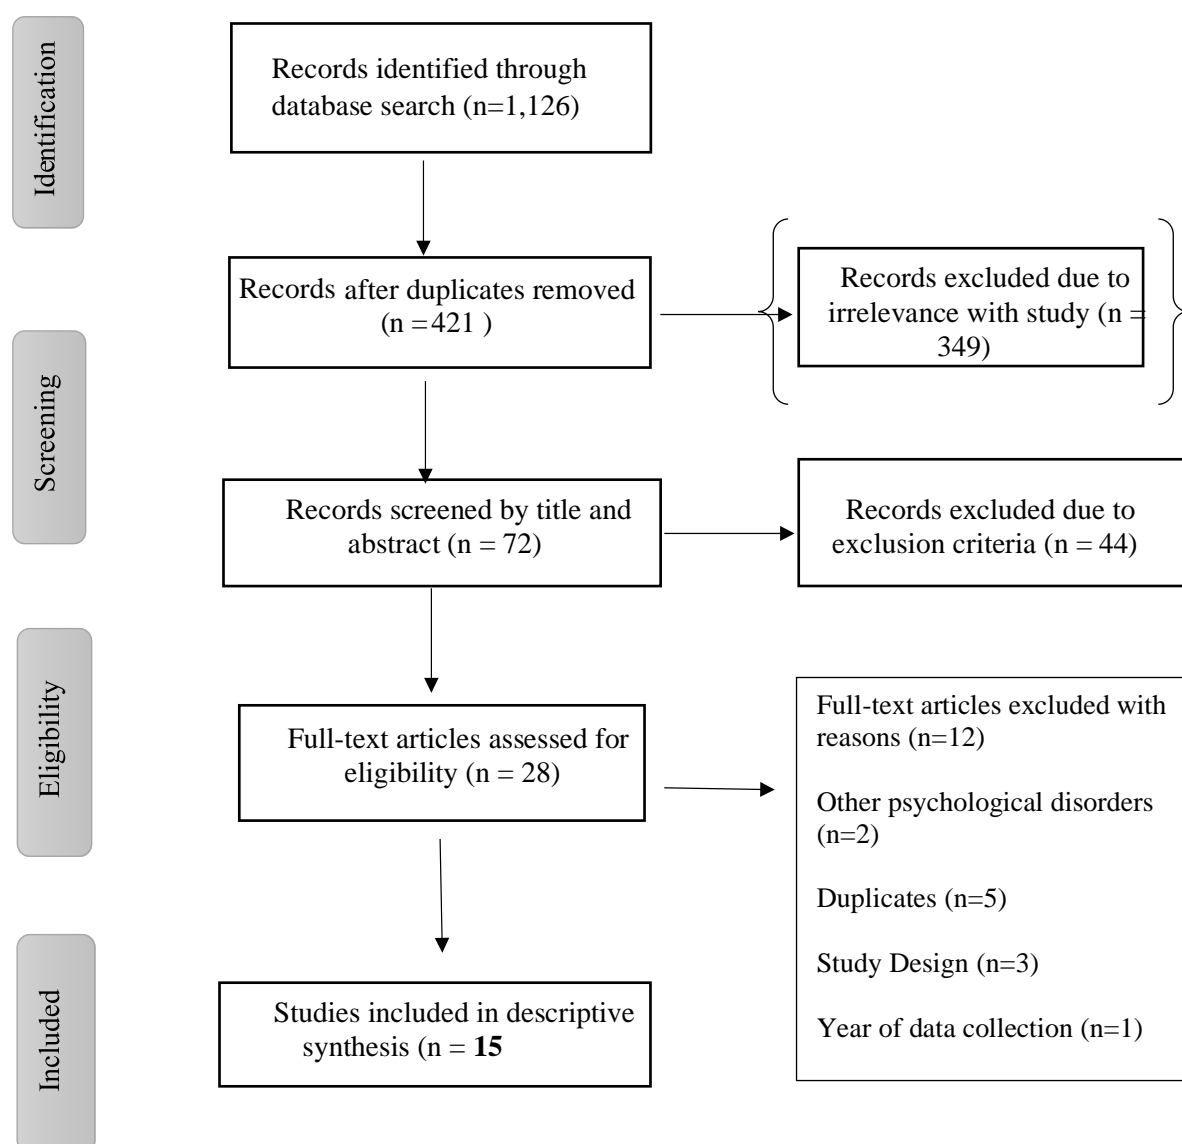 Identification
Records identified through
database search (n=1,126)
Records after duplicates removed
(n =421 )
Records excluded due to
irrelevance with study (n =
349)
Screening
Records screened by title and
abstract (n = 72)
Records excluded due to
exclusion criteria (n = 44)
Eligibility
Full-text articles assessed for
eligibility (n = 28)
Full-text articles excluded with
reasons (n=12)
Other psychological disorders
(n=2)
Duplicates (n=5)
Study Design (n=3)
Year of data collection (n=1)
Included
Studies included in descriptive
synthesis (n = 15